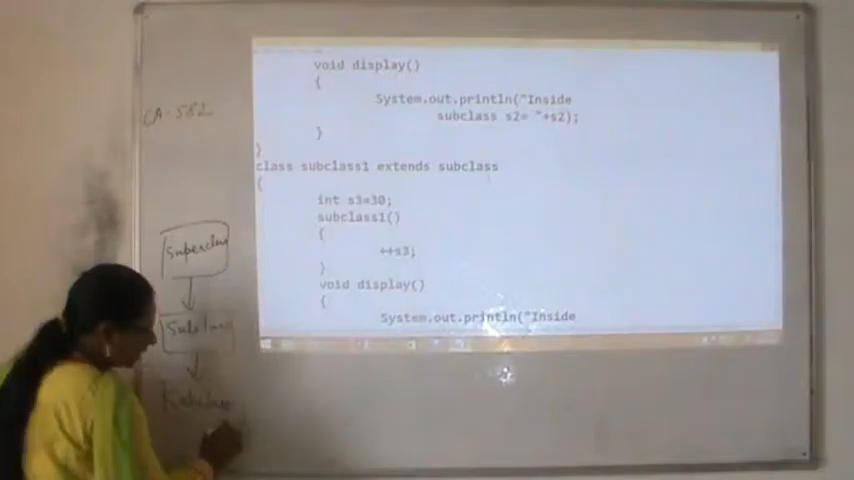 void display()
{
System.out.println("Inside
subclass s2= "+s2);
}
}
class subclass1 extends subclass
{
int s3=30;
subclass1()
{
++s3;
}
void display()
{
System.out.println("Inside
CA-582
Superclass
Subclass